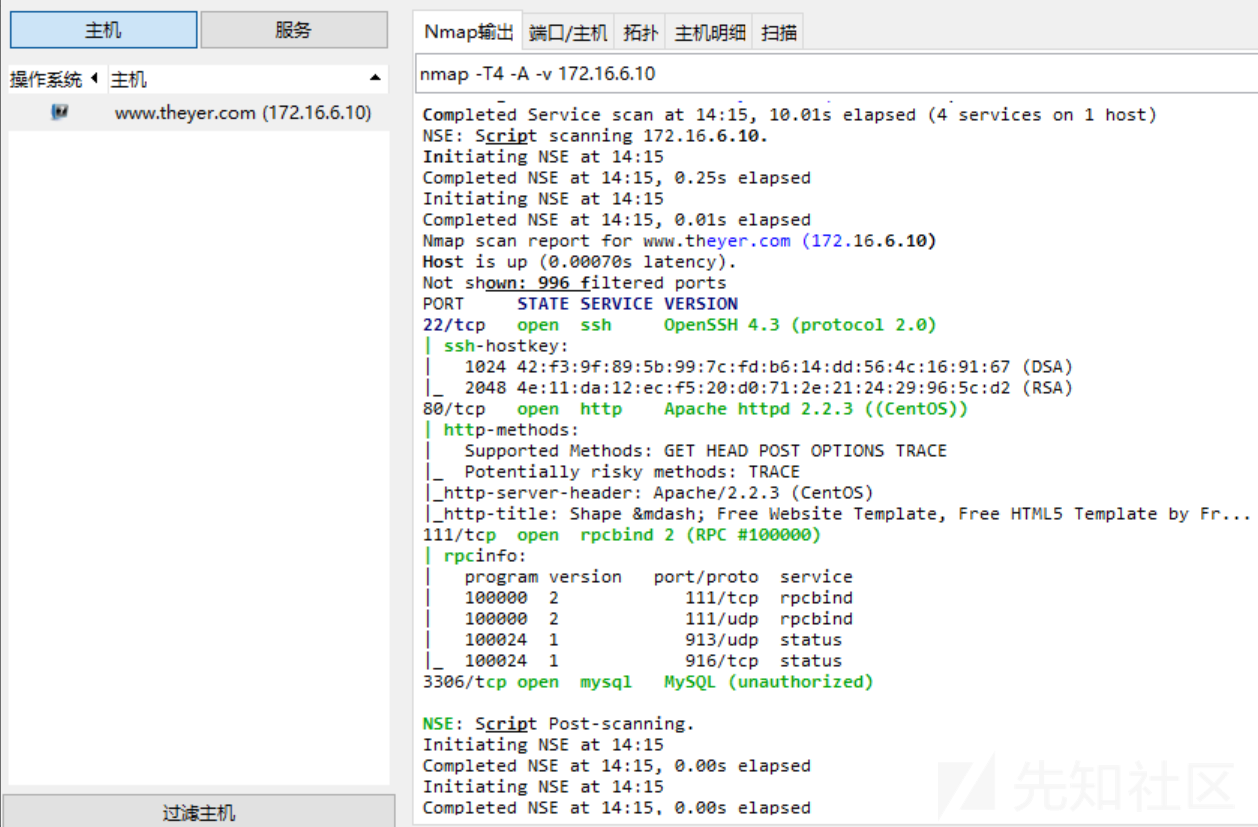 主机
服务
操作系统
主机
www.theyer.com (172.16.6.10)
过滤主机
Nmap输出
端口/主机
拓扑
主机明细
扫描
nmap -T4 -A -v 172.16.6.10
Completed Service scan at 14:15, 10.01s elapsed (4 services on 1 host)
NSE: Script scanning 172.16.6.10.
Initiating NSE at 14:15
Completed NSE at 14:15, 0.25s elapsed
Initiating NSE at 14:15
Completed NSE at 14:15, 0.01s elapsed
Nmap scan report for www.theyer.com (172.16.6.10)
Host is up (0.00070s latency).
Not shown: 996 filtered ports
PORT     STATE SERVICE VERSION
22/tcp   open  ssh     OpenSSH 4.3 (protocol 2.0)
| ssh-hostkey:
|   1024 42:f3:9f:89:5b:99:7c:fd:b6:14:dd:56:4c:16:91:67 (DSA)
|_  2048 4e:11:da:12:ec:f5:20:d0:71:2e:21:24:29:96:5c:d2 (RSA)
80/tcp   open  http    Apache httpd 2.2.3 ((CentOS))
| http-methods:
|   Supported Methods: GET HEAD POST OPTIONS TRACE
|_  Potentially risky methods: TRACE
|_http-server-header: Apache/2.2.3 (CentOS)
|_http-title: Shape &mdash; Free Website Template, Free HTML5 Template by Fr...
111/tcp  open  rpcbind 2 (RPC #100000)
| rpcinfo:
|   program version   port/proto  service
|   100000  2            111/tcp  rpcbind
|   100000  2            111/udp  rpcbind
|   100024  1            913/udp  status
|_  100024  1            916/tcp  status
3306/tcp open  mysql   MySQL (unauthorized)
NSE: Script Post-scanning.
Initiating NSE at 14:15
Completed NSE at 14:15, 0.00s elapsed
Initiating NSE at 14:15
Completed NSE at 14:15, 0.00s elapsed
先知社区